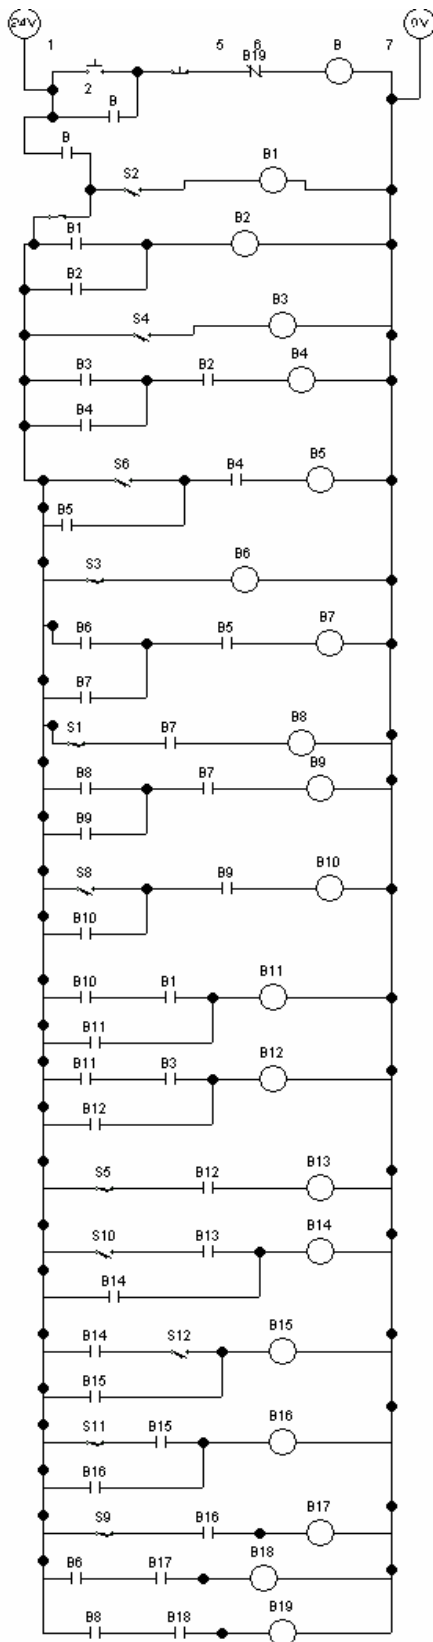 24V 0V
1 5 6 7
B19 B
2
B
B
S2 B1
B1 B2
B2
S4 B3
B3 B2 B4
B4
S6 B4 B5
B5
S3 B6
B6 B5 B7
B7
S1 B7 B8
B8 B7 B9
B9
S8 B9 B10
B10
B10 B1 B11
B11
B11 B3 B12
B12
S5 B12 B13
S10 B13 B14
B14
B14 S12 B15
B15
S11 B15 B16
B16
S9 B16 B17
B6 B17 B18
B8 B18 B19